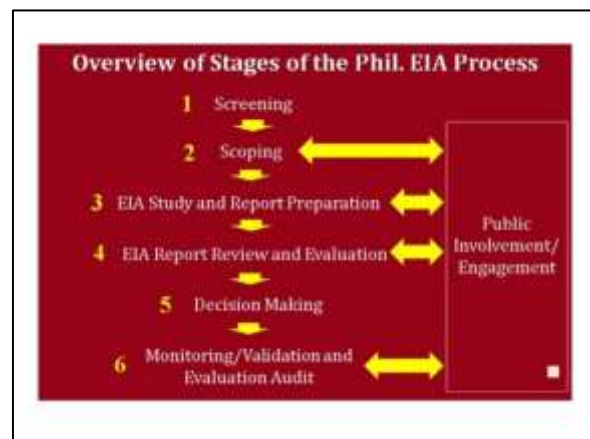 Overview of Stages of the Phil. EIA Process
1 Screening
2 Scoping
3 EIA Study and Report Preparation
4 EIA Report Review and Evaluation
5 Decision Making
6 Monitoring/Validation and
Evaluation Audit
Public
Involvement/
Engagement